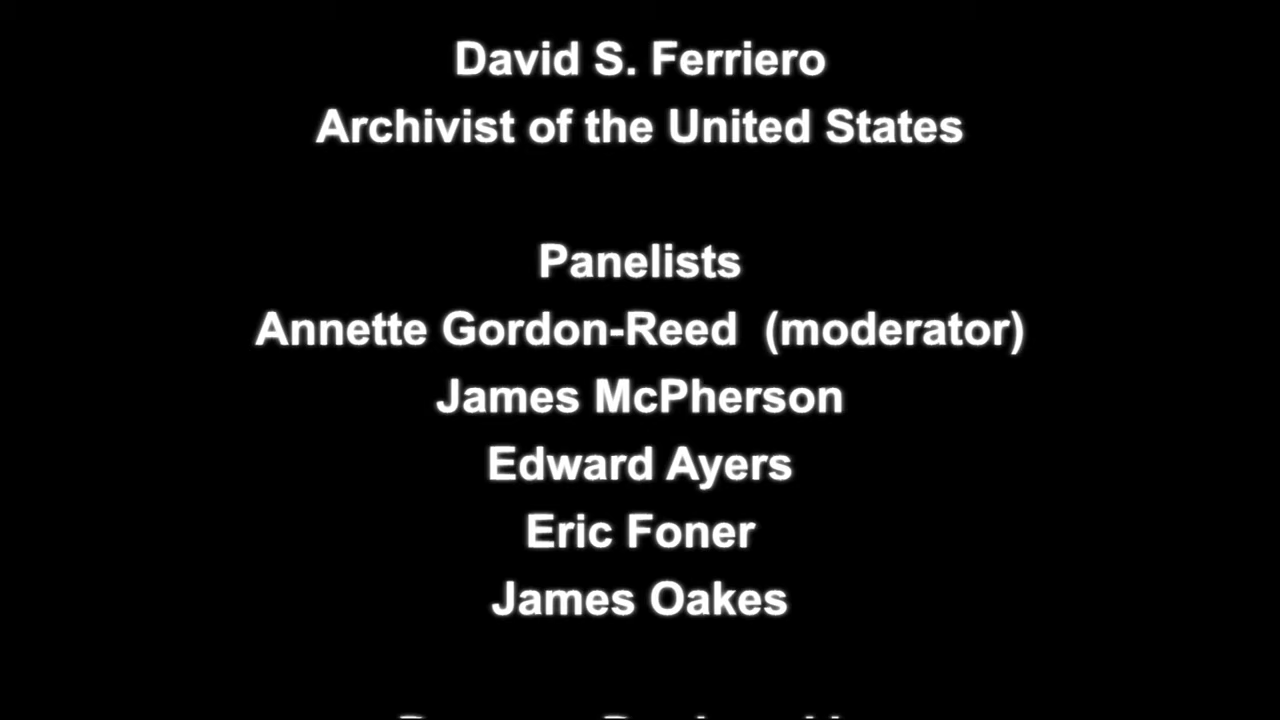 David S. Ferriero
Archivist of the United States
Panelists
Annette Gordon-Reed  (moderator)
James McPherson
Edward Ayers
Eric Foner
James Oakes